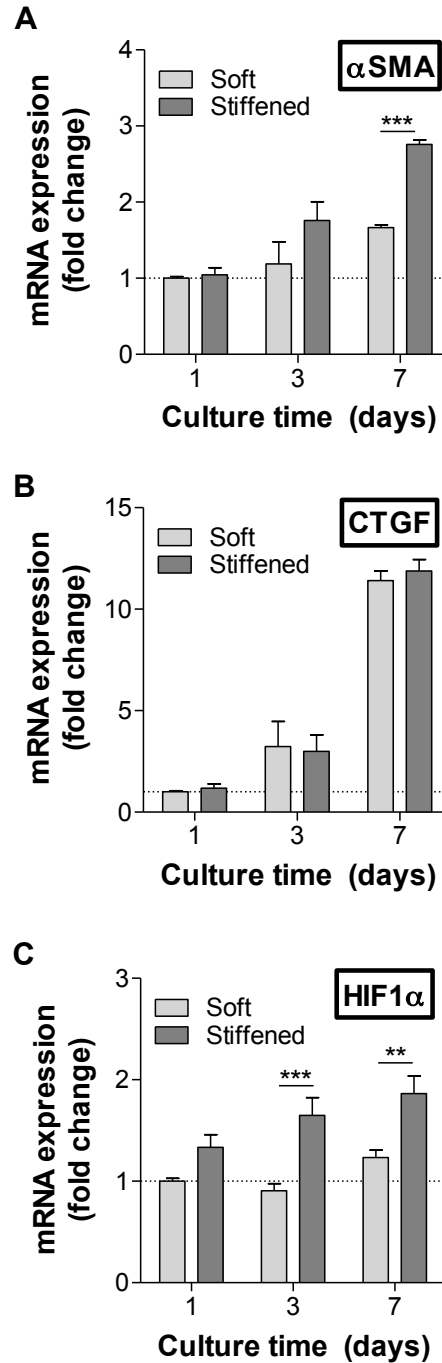 A
αSMA
Soft
Stiffened
***
mRNA expression
(fold change)
4
3
2
1
0
1 3 7
Culture time (days)
B
CTGF
Soft
Stiffened
mRNA expression
(fold change)
15
10
5
0
1 3 7
Culture time (days)
C
HIF1α
Soft
Stiffened
***
**
mRNA expression
(fold change)
3
2
1
0
1 3 7
Culture time (days)